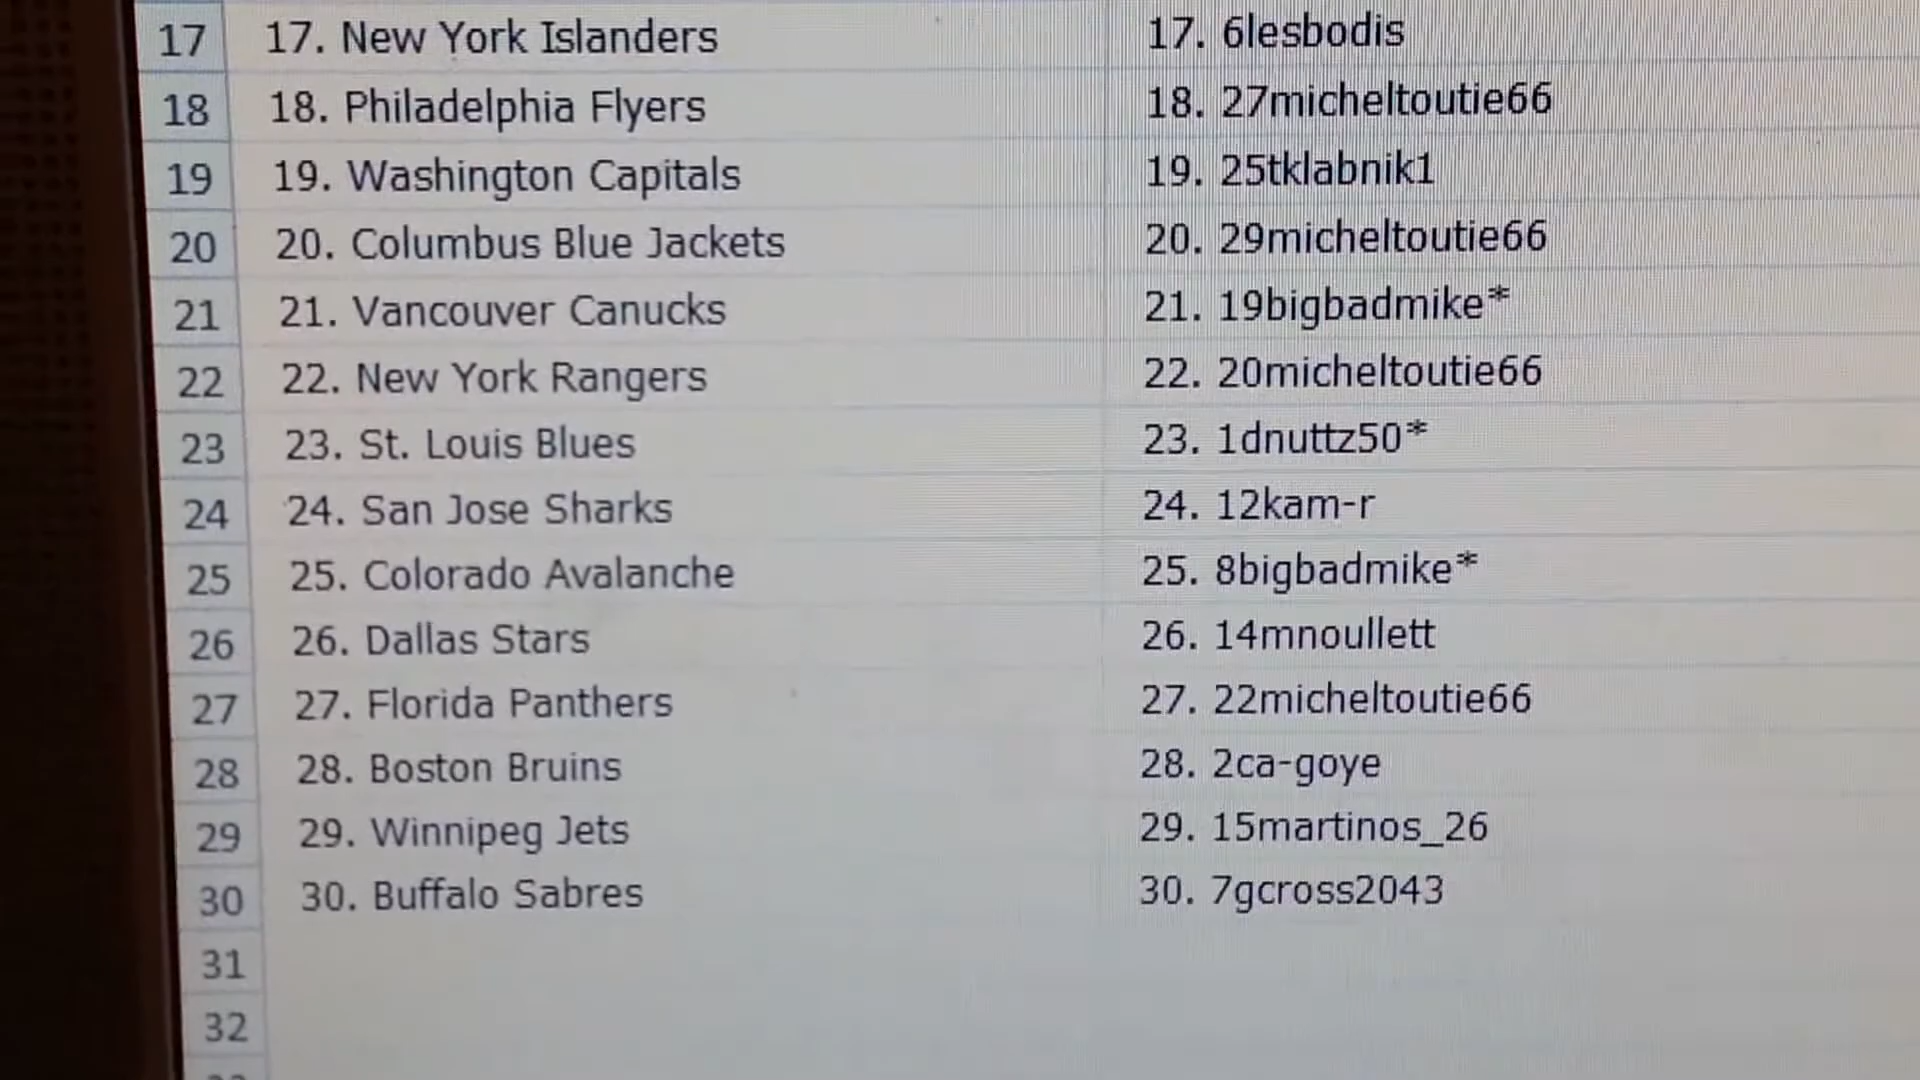 17 17. New York Islanders 17. 6lesbodis
18 18. Philadelphia Flyers 18. 27micheltoutie66
19 19. Washington Capitals 19. 25tklabnik1
20 20. Columbus Blue Jackets 20. 29micheltoutie66
21 21. Vancouver Canucks 21. 19bigbadmike*
22 22. New York Rangers 22. 20micheltoutie66
23 23. St. Louis Blues 23. 1dnuttz50*
24 24. San Jose Sharks 24. 12kam-r
25 25. Colorado Avalanche 25. 8bigbadmike*
26 26. Dallas Stars 26. 14mnoullett
27 27. Florida Panthers 27. 22micheltoutie66
28 28. Boston Bruins 28. 2ca-goye
29 29. Winnipeg Jets 29. 15martinos_26
30 30. Buffalo Sabres 30. 7gcross2043
31
32